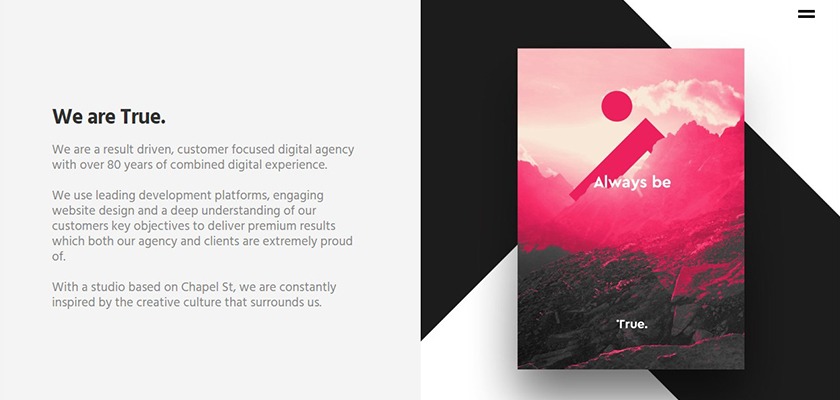 We are True.
We are a result driven, customer focused digital agency
with over 80 years of combined digital experience.
We use leading development platforms, engaging
website design and a deep understanding of our
customers key objectives to deliver premium results
which both our agency and clients are extremely proud
of.
With a studio based on Chapel St, we are constantly
inspired by the creative culture that surrounds us.
Always be
True.